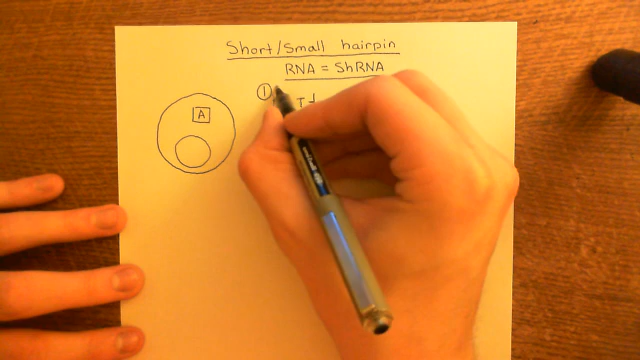 Short/Small hairpin
RNA = ShRNA
①
A